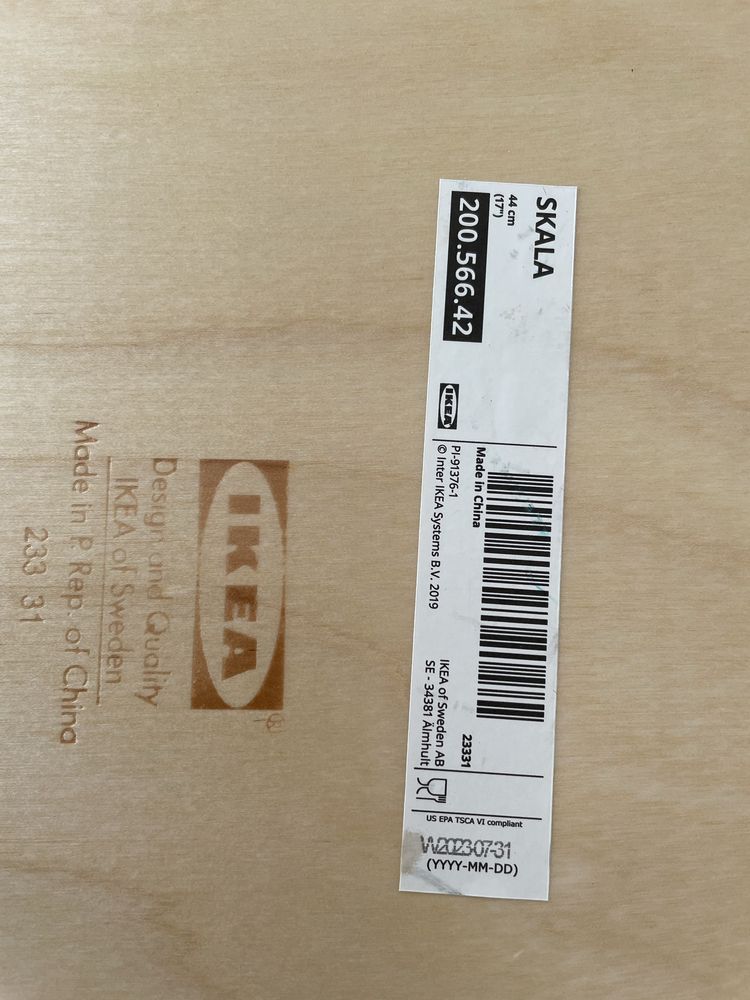 SKALA
44 cm
(17")
200.566.42
IKEA
Made in China
PI-91376-1
© Inter IKEA Systems B.V. 2019
23331
IKEA of Sweden AB
SE - 34381 Älmhult
US EPA TSCA VI compliant
2023-07-31
(YYYY-MM-DD)
IKEA
®
Design and Quality
IKEA of Sweden
Made in P. Rep. of China
233 31